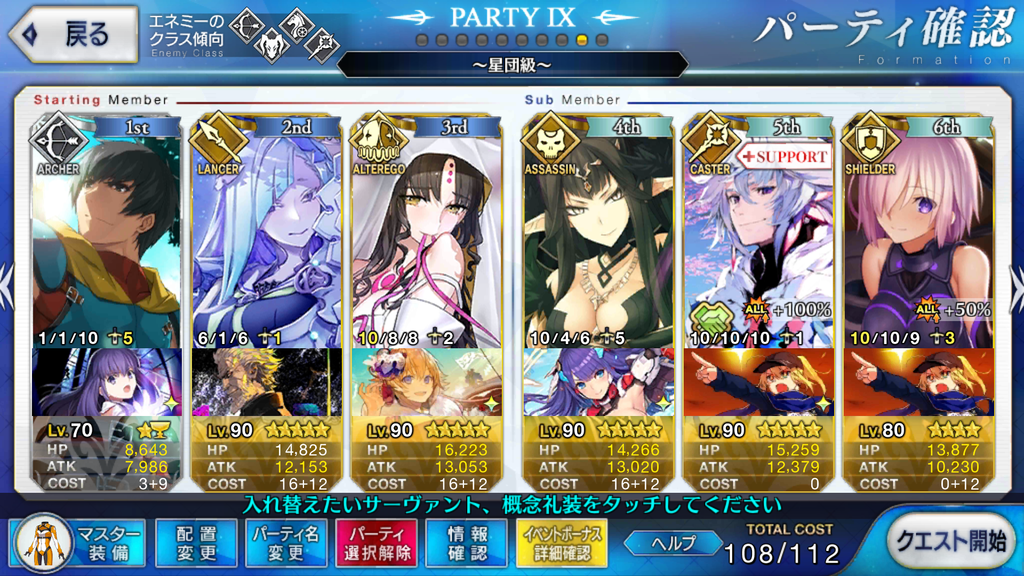 戻る
エネミーの
クラス傾向
Enemy Class
PARTY IX
～星団級～
パーティ確認
Formation
Starting Member
Sub Member
1st
2nd
3rd
4th
5th
6th
ARCHER
LANCER
ALTEREGO
ASSASSIN
CASTER
SHIELDER
+SUPPORT
ALL +100%
ALL +50%
1/1/10 5
6/1/6 1
10/8/8 2
10/4/6 5
10/10/10 1
10/10/9 3
Lv.70
Lv.90
Lv.90
Lv.90
Lv.90
Lv.80
HP 8,643
HP 14,825
HP 16,223
HP 14,266
HP 15,259
HP 13,877
ATK 7,986
ATK 12,153
ATK 13,053
ATK 13,020
ATK 12,379
ATK 10,230
COST 3+9
COST 16+12
COST 16+12
COST 16+12
COST 0
COST 0+12
入れ替えたいサーヴァント、概念礼装をタッチしてください
マスター
装備
配置
変更
パーティ名
変更
パーティ
選択解除
情報
確認
イベントボーナス
詳細確認
ヘルプ
TOTAL COST
108/112
クエスト開始